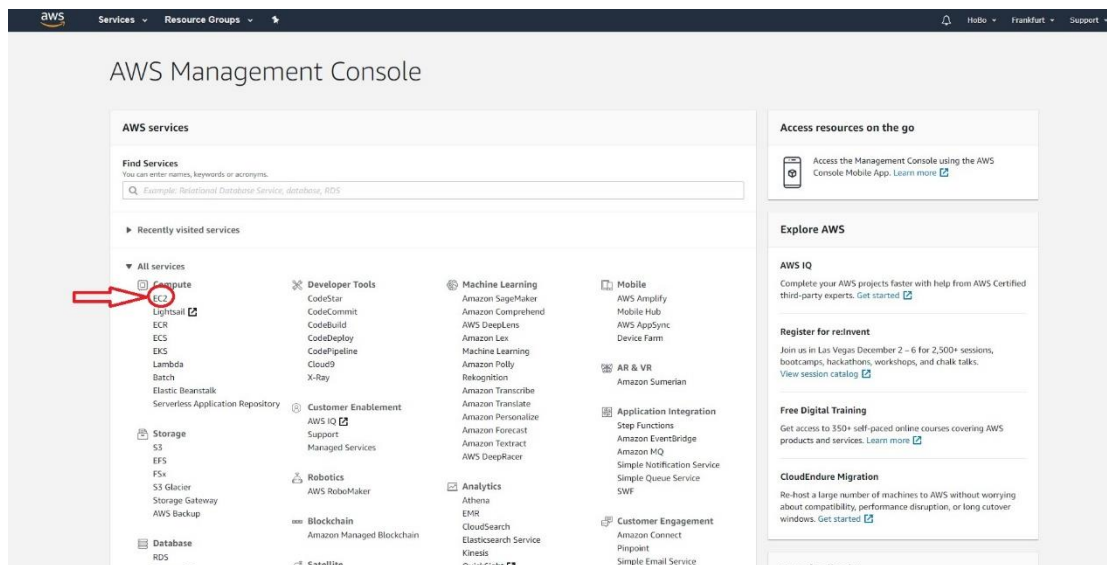 aws Services Resource Groups HoBo Frankfurt Support
AWS Management Console
AWS services
Find Services
You can enter names, keywords or acronyms.
Example: Relational Database Service, database, RDS
Recently visited services
All services
Compute
EC2
Lightsail
ECR
ECS
EKS
Lambda
Batch
Elastic Beanstalk
Serverless Application Repository
Storage
S3
EFS
FSx
S3 Glacier
Storage Gateway
AWS Backup
Database
RDS
Developer Tools
CodeStar
CodeCommit
CodeBuild
CodeDeploy
CodePipeline
Cloud9
X-Ray
Customer Enablement
AWS IQ
Support
Managed Services
Robotics
AWS RoboMaker
Blockchain
Amazon Managed Blockchain
Satellite
Machine Learning
Amazon SageMaker
Amazon Comprehend
AWS DeepLens
Amazon Lex
Machine Learning
Amazon Polly
Rekognition
Amazon Transcribe
Amazon Translate
Amazon Personalize
Amazon Forecast
Amazon Textract
AWS DeepRacer
Analytics
Athena
EMR
CloudSearch
Elasticsearch Service
Kinesis
QuickSight
Mobile
AWS Amplify
Mobile Hub
AWS AppSync
Device Farm
AR & VR
Amazon Sumerian
Application Integration
Step Functions
Amazon EventBridge
Amazon MQ
Simple Notification Service
Simple Queue Service
SWF
Customer Engagement
Amazon Connect
Pinpoint
Simple Email Service
Access resources on the go
Access the Management Console using the AWS
Console Mobile App. Learn more
Explore AWS
AWS IQ
Complete your AWS projects faster with help from AWS Certified
third-party experts. Get started
Register for re:Invent
Join us in Las Vegas December 2 – 6 for 2,500+ sessions,
bootcamps, hackathons, workshops, and chalk talks.
View session catalog
Free Digital Training
Get access to 350+ self-paced online courses covering AWS
products and services. Learn more
CloudEndure Migration
Re-host a large number of machines to AWS without worrying
about compatibility, performance disruption, or long cutover
windows. Get started